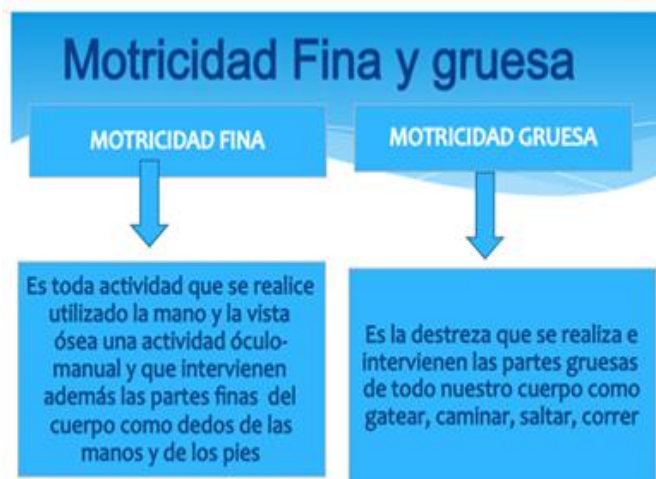 Motricidad Fina y gruesa
MOTRICIDAD FINA
Es toda actividad que se realice
utilizado la mano y la vista
ósea una actividad óculo-
manual y que intervienen
además las partes finas del
cuerpo como dedos de las
manos y de los pies
MOTRICIDAD GRUESA
Es la destreza que se realiza e
intervienen las partes gruesas
de todo nuestro cuerpo como
gatear, caminar, saltar, correr